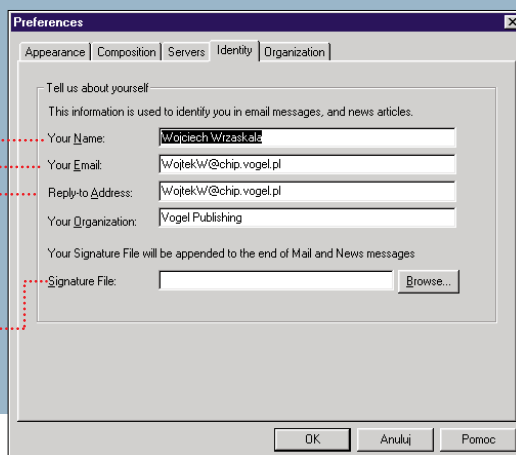 Preferences
Appearance Composition Servers Identity Organization
Tell us about yourself
This information is used to identify you in email messages, and news articles.
Your Name: Wojciech Wrzaskala
Your Email: WojtekW@chip.vogel.pl
Reply-to Address: WojtekW@chip.vogel.pl
Your Organization: Vogel Publishing
Your Signature File will be appended to the end of Mail and News messages
Signature File: Browse...
OK Anuluj Pomoc